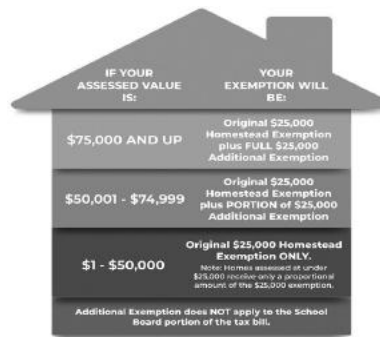 IF YOUR
ASSESSED VALUE
IS:
YOUR
EXEMPTION WILL
BE:
$75,000 AND UP
Original $25,000
Homestead Exemption
plus FULL $25,000
Additional Exemption
$50,001 - $74,999
Original $25,000
Homestead Exemption
plus PORTION of $25,000
Additional Exemption
$1 - $50,000
Original $25,000 Homestead
Exemption ONLY.
Note: Homes assessed at under
$25,000 receive only a proportional
amount of the $25,000 exemption.
Additional Exemption does NOT apply to the School
Board portion of the tax bill.